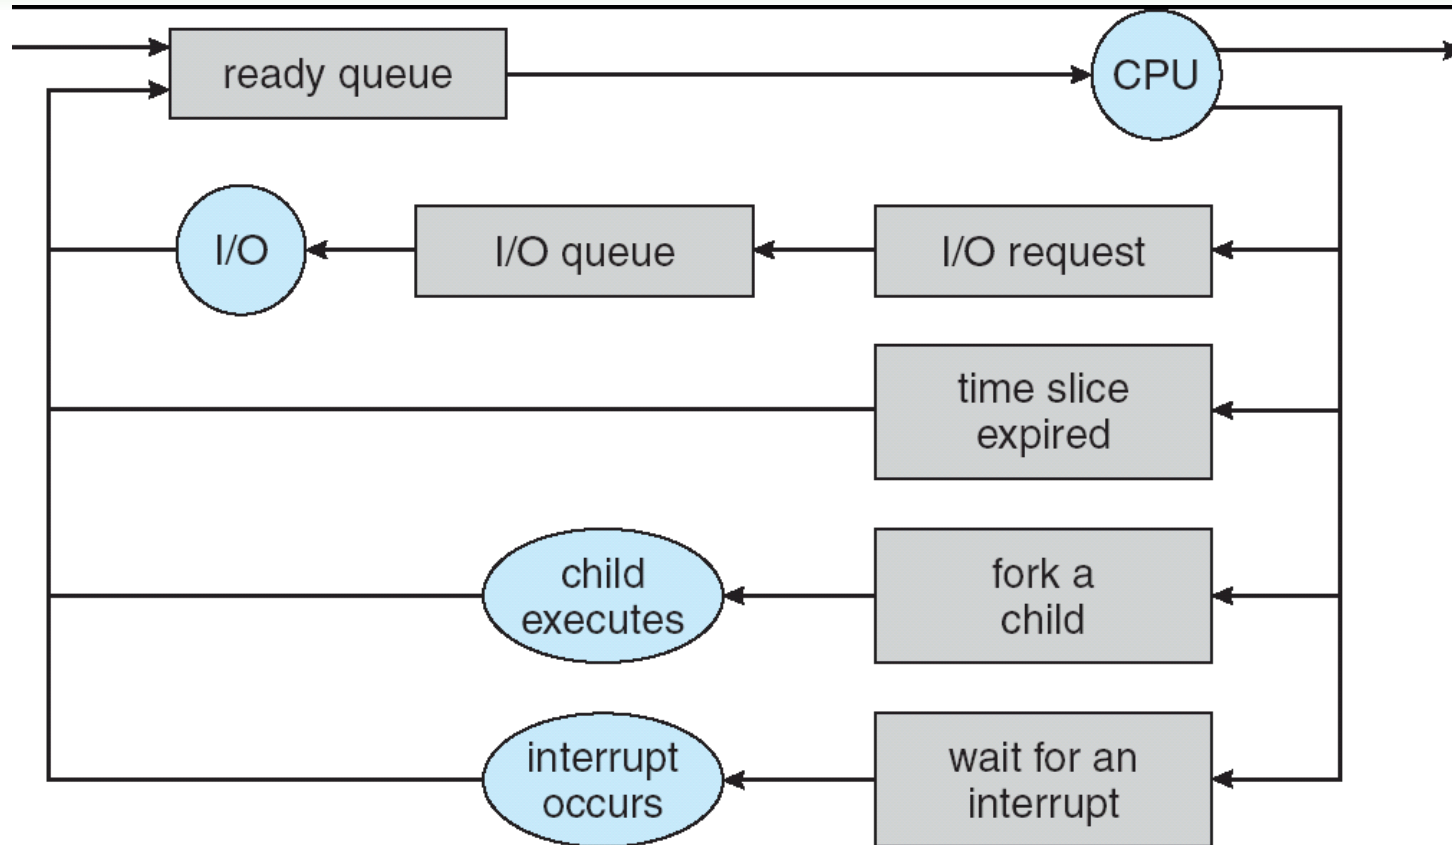 ready queue
CPU
I/O
I/O queue
I/O request
time slice
expired
child
executes
fork a
child
interrupt
occurs
wait for an
interrupt